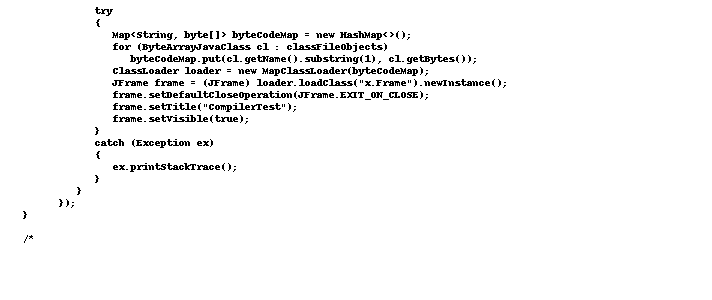 try
{
Map<String, byte[]> byteCodeMap = new HashMap<>();
for (ByteArrayJavaClass cl : classFileObjects)
byteCodeMap.put(cl.getName().substring(1), cl.getBytes());
ClassLoader loader = new MapClassLoader(byteCodeMap);
JFrame frame = (JFrame) loader.loadClass("x.Frame").newInstance();
frame.setDefaultCloseOperation(JFrame.EXIT_ON_CLOSE);
frame.setTitle("CompilerTest");
frame.setVisible(true);
}
catch (Exception ex)
{
ex.printStackTrace();
}
}
});
}
/*